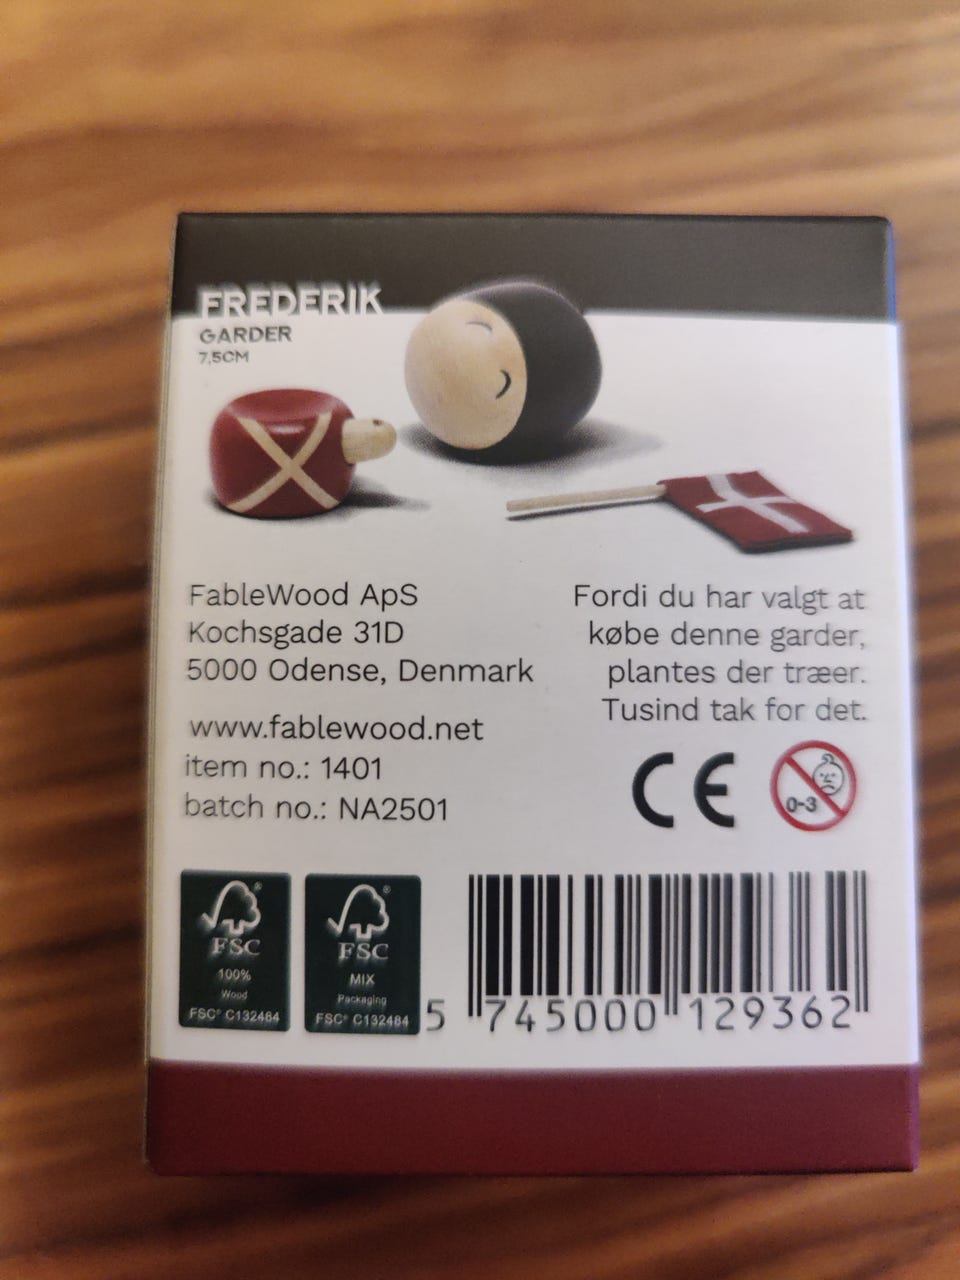 FREDERIK
GARDER
7,5CM
FableWood ApS
Kochsgade 31D
5000 Odense, Denmark
www.fablewood.net
item no.: 1401
batch no.: NA2501
Fordi du har valgt at
købe denne garder,
plantes der træer.
Tusind tak for det.
CE
0-3
FSC®
100%
Wood
FSC® C132484
FSC®
MIX
Packaging
FSC® C132484
5 745000 129362